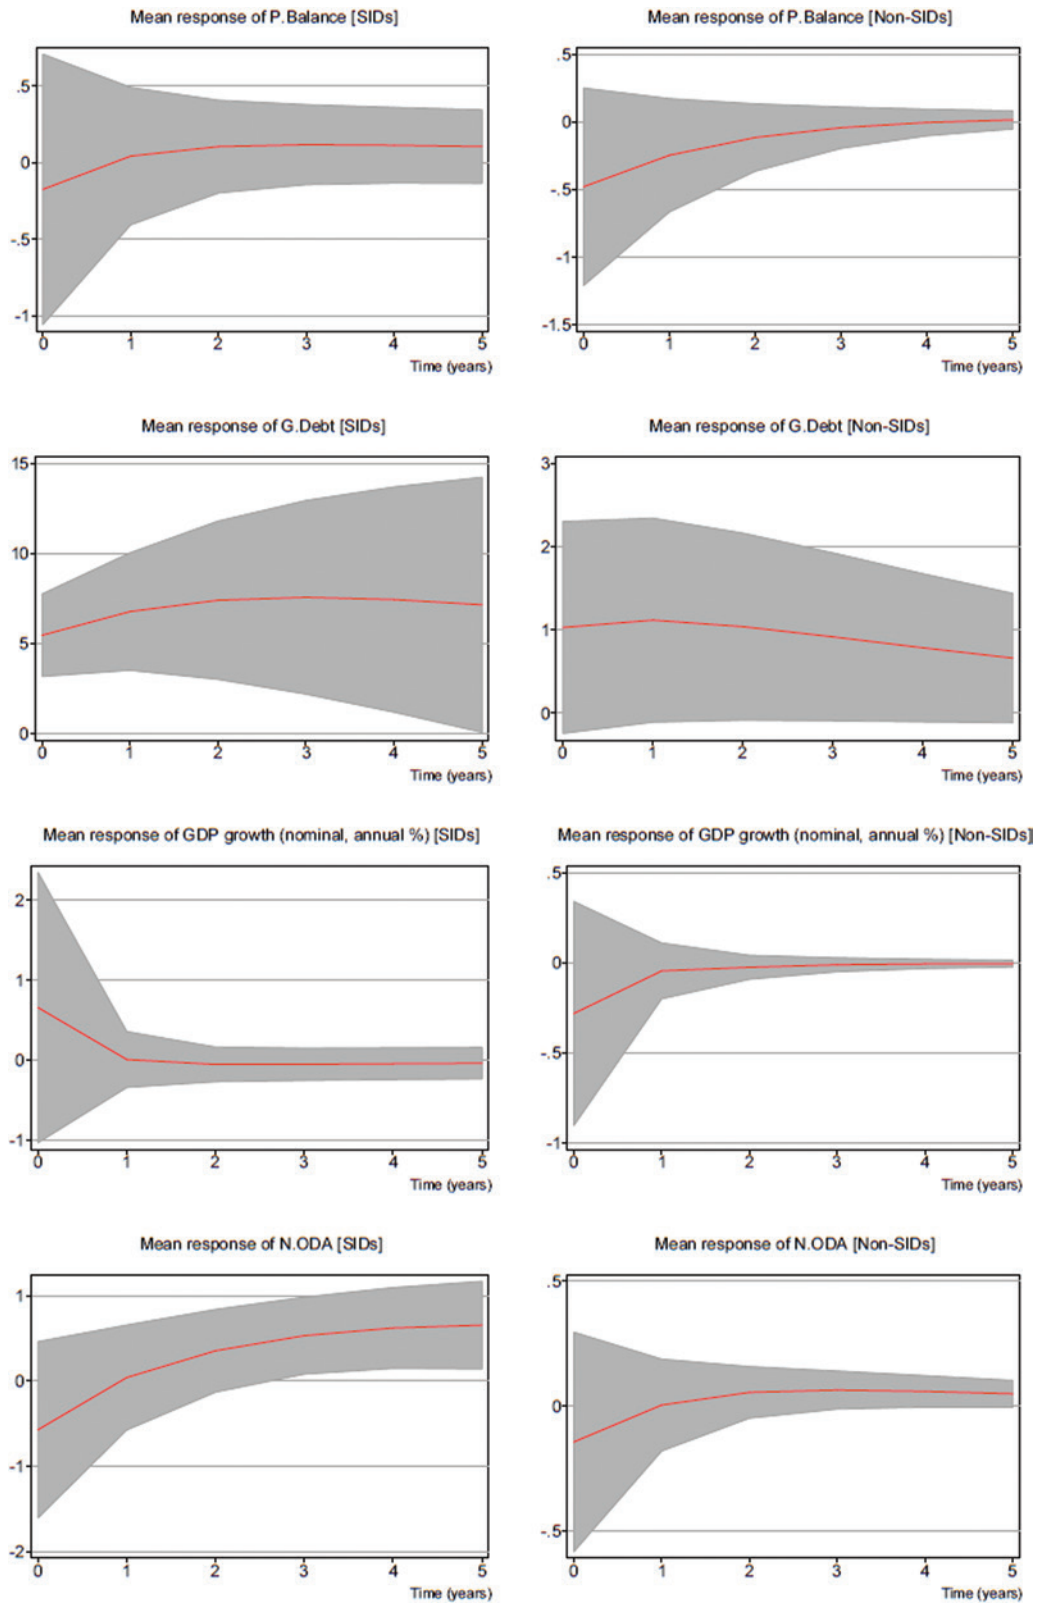 Mean response of P.Balance [SIDs]
.5
0
-.5
-1
0 1 2 3 4 5
Time (years)
Mean response of P.Balance [Non-SIDs]
.5
0
-.5
-1
-1.5
0 1 2 3 4 5
Time (years)
Mean response of G.Debt [SIDs]
15
10
5
0
0 1 2 3 4 5
Time (years)
Mean response of G.Debt [Non-SIDs]
3
2
1
0
0 1 2 3 4 5
Time (years)
Mean response of GDP growth (nominal, annual %) [SIDs]
2
1
0
-1
0 1 2 3 4 5
Time (years)
Mean response of GDP growth (nominal, annual %) [Non-SIDs]
.5
0
-.5
-1
0 1 2 3 4 5
Time (years)
Mean response of N.ODA [SIDs]
1
0
-1
-2
0 1 2 3 4 5
Time (years)
Mean response of N.ODA [Non-SIDs]
.5
0
-.5
0 1 2 3 4 5
Time (years)